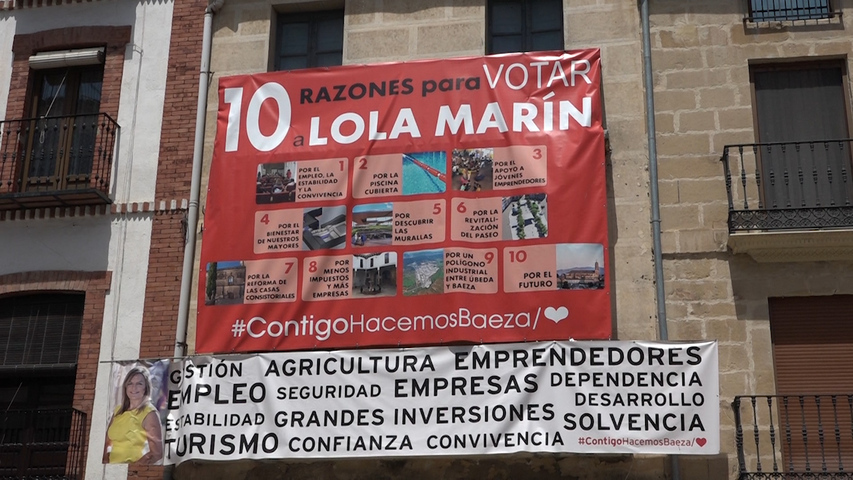 10 RAZONES para VOTAR
a LOLA MARÍN
1 POR EL EMPLEO, LA ESTABILIDAD Y LA CONVIVENCIA
2 POR LA PISCINA CUBIERTA
3 POR EL APOYO A JÓVENES EMPRENDEDORES
4 POR EL BIENESTAR DE NUESTROS MAYORES
5 POR DESCUBRIR LAS MURALLAS
6 POR LA REVITALIZACIÓN DEL PASEO
7 POR LA REFORMA DE LAS CASAS CONSISTORIALES
8 POR MENOS IMPUESTOS Y MÁS EMPRESAS
9 POR UN POLÍGONO INDUSTRIAL ENTRE ÚBEDA Y BAEZA
10 POR EL FUTURO
#ContigoHacemosBaeza/
GESTIÓN AGRICULTURA EMPRENDEDORES
EMPLEO SEGURIDAD EMPRESAS DEPENDENCIA
ESTABILIDAD GRANDES INVERSIONES DESARROLLO
TURISMO CONFIANZA CONVIVENCIA SOLVENCIA
#ContigoHacemosBaeza/